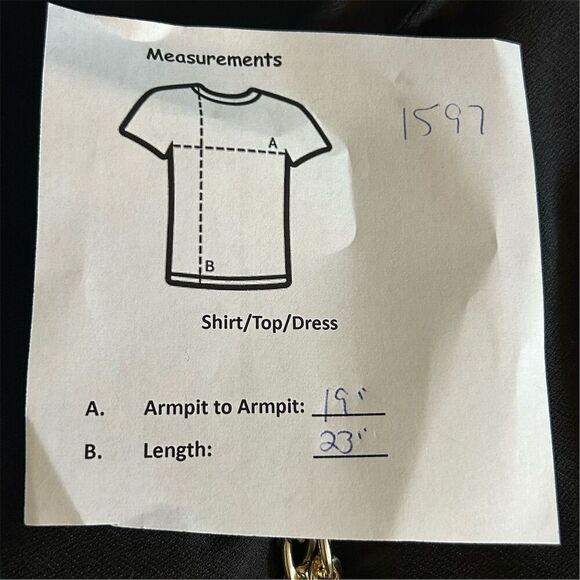 Measurements
1597
A
B
Shirt/Top/Dress
A. Armpit to Armpit: 19"
B. Length: 23"